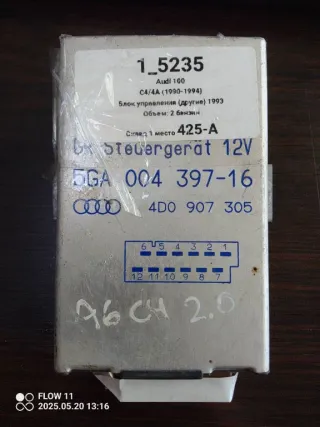 1_5235
Audi 100
C4/4A (1990-1994)
Блок управления (другие) 1993
Объем: 2 бензин
Склад 1 место 425-A
GR Steuergerät 12V
5GA 004 397-16
4D0 907 305
6 5 4 3 2 1
12 11 10 9 8 7
A6 C4 2.0
FLOW 11
2025.05.20 13:16